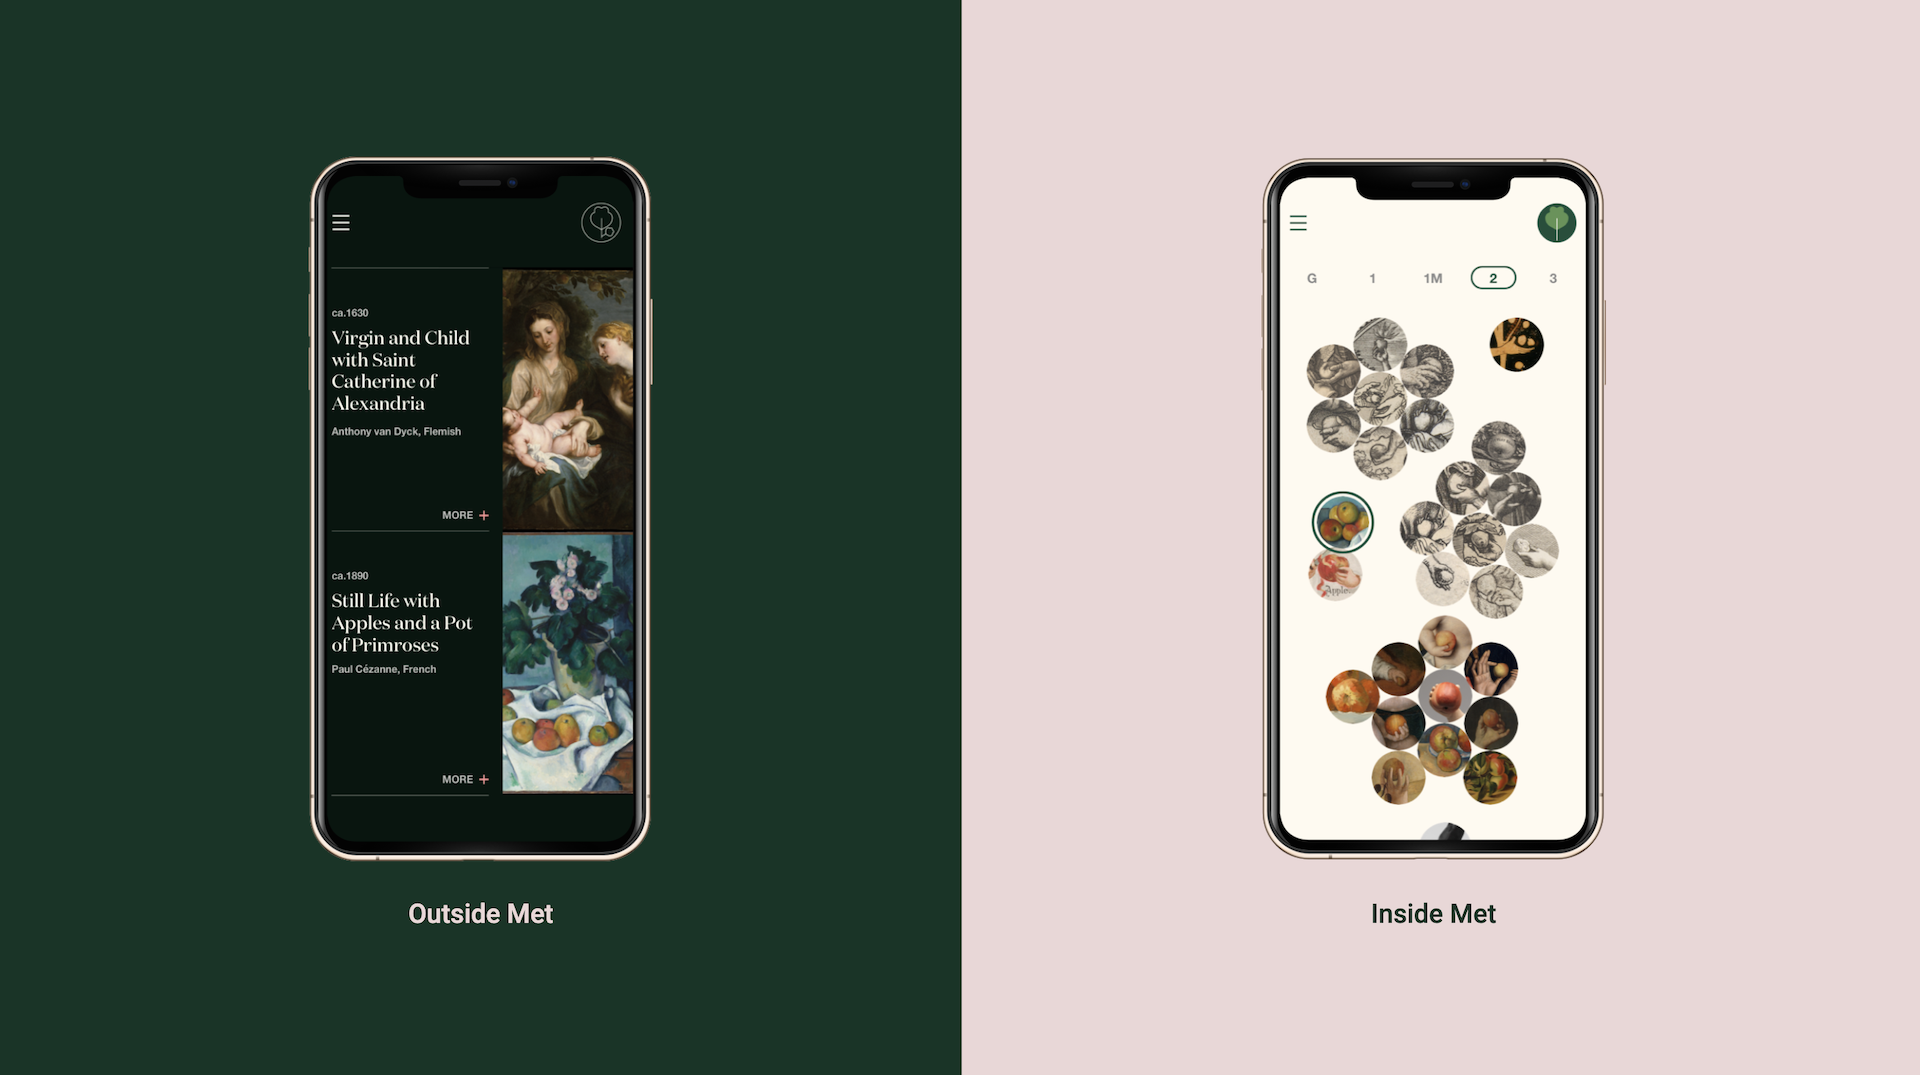 ca.1630
Virgin and Child
with Saint
Catherine of
Alexandria
Anthony van Dyck, Flemish
MORE +
ca.1890
Still Life with
Apples and a Pot
of Primroses
Paul Cézanne, French
MORE +
Outside Met
G 1 1M 2 3
Apple
Inside Met